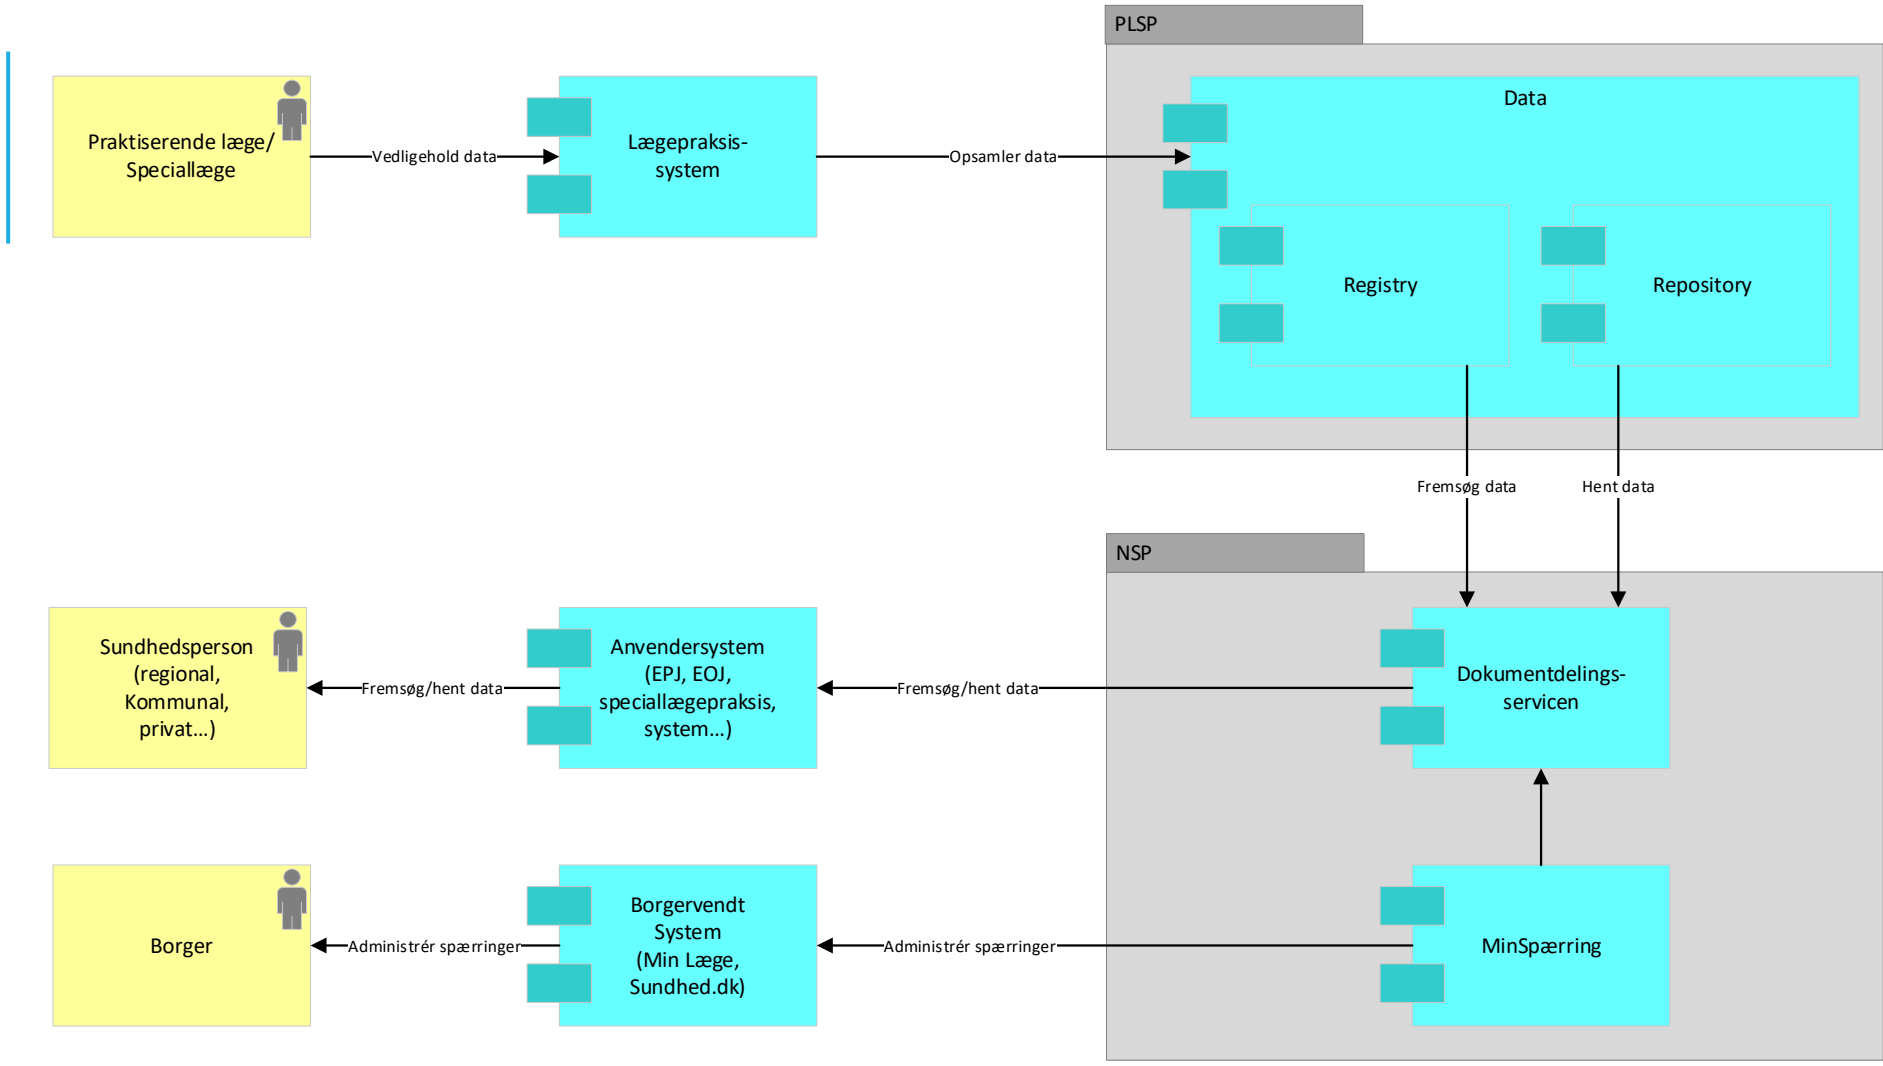 PLSP
Praktiserende læge/
Speciallæge
Vedligehold data
Lægepraksis-
system
Opsamler data
Data
Registry
Repository
Fremsøg data
Hent data
NSP
Sundhedsperson
(regional,
Kommunal,
privat...)
Fremsøg/hent data
Anvendersystem
(EPJ, EOJ,
speciallægepraksis,
system...)
Fremsøg/hent data
Dokumentdelings-
servicen
Borger
Administrér spærringer
Borgervendt
System
(Min Læge,
Sundhed.dk)
Administrér spærringer
MinSpærring